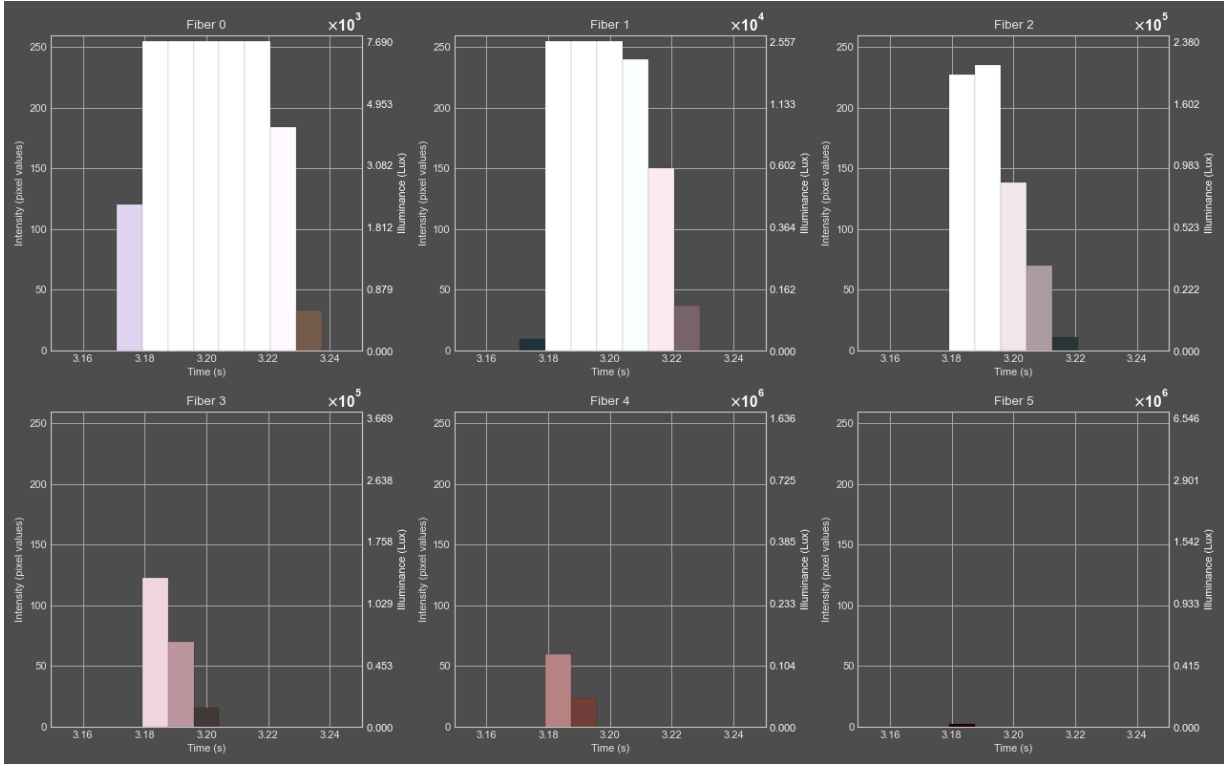 Fiber 0 ×10³
Fiber 1 ×10⁴
Fiber 2 ×10⁵
Intensity (pixel values)
250
200
150
100
50
0
7.690
4.953
3.082
1.812
0.879
0.000
Illuminance (Lux)
3.16 3.18 3.20 3.22 3.24
Time (s)
Intensity (pixel values)
250
200
150
100
50
0
2.557
1.133
0.602
0.364
0.162
0.000
Illuminance (Lux)
3.16 3.18 3.20 3.22 3.24
Time (s)
Intensity (pixel values)
250
200
150
100
50
0
2.380
1.602
0.983
0.523
0.222
0.000
Illuminance (Lux)
3.16 3.18 3.20 3.22 3.24
Time (s)
Fiber 3 ×10⁵
Fiber 4 ×10⁶
Fiber 5 ×10⁶
Intensity (pixel values)
250
200
150
100
50
0
3.669
2.638
1.758
1.029
0.453
0.000
Illuminance (Lux)
3.16 3.18 3.20 3.22 3.24
Time (s)
Intensity (pixel values)
250
200
150
100
50
0
1.636
0.725
0.385
0.233
0.104
0.000
Illuminance (Lux)
3.16 3.18 3.20 3.22 3.24
Time (s)
Intensity (pixel values)
250
200
150
100
50
0
6.546
2.901
1.542
0.933
0.415
0.000
Illuminance (Lux)
3.16 3.18 3.20 3.22 3.24
Time (s)